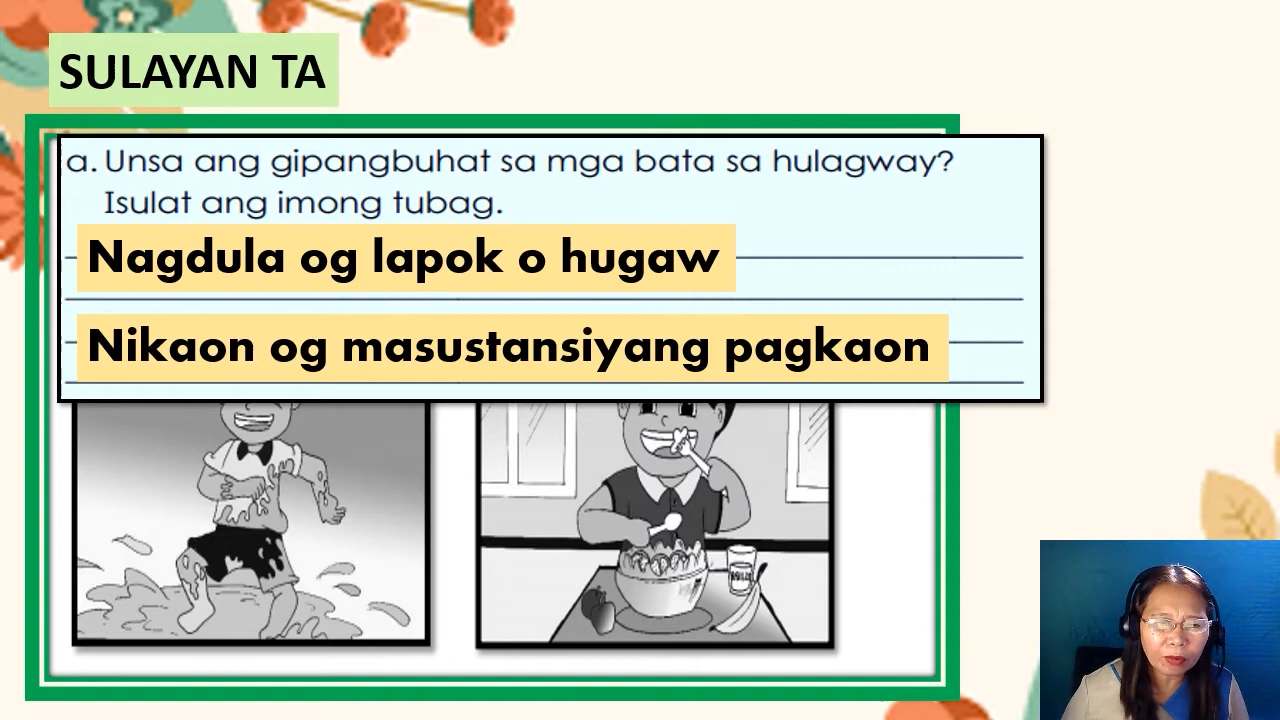 SULAYAN TA
a. Unsa ang gipangbuhat sa mga bata sa hulagway?
Isulat ang imong tubag.
Nagdula og lapok o hugaw
Nikaon og masustansiyang pagkaon